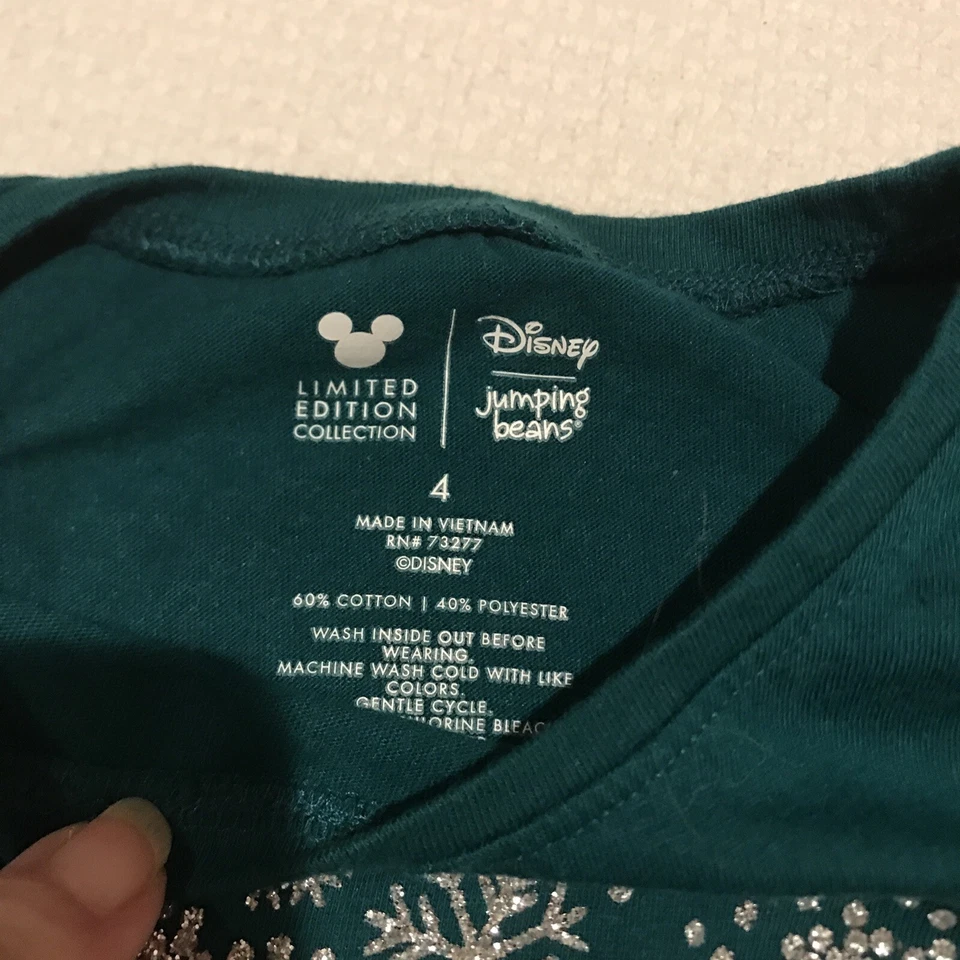 LIMITED
EDITION
COLLECTION
Disney
jumping
beans®
4
MADE IN VIETNAM
RN# 73277
©DISNEY
60% COTTON | 40% POLYESTER
WASH INSIDE OUT BEFORE
WEARING.
MACHINE WASH COLD WITH LIKE
COLORS.
GENTLE CYCLE.